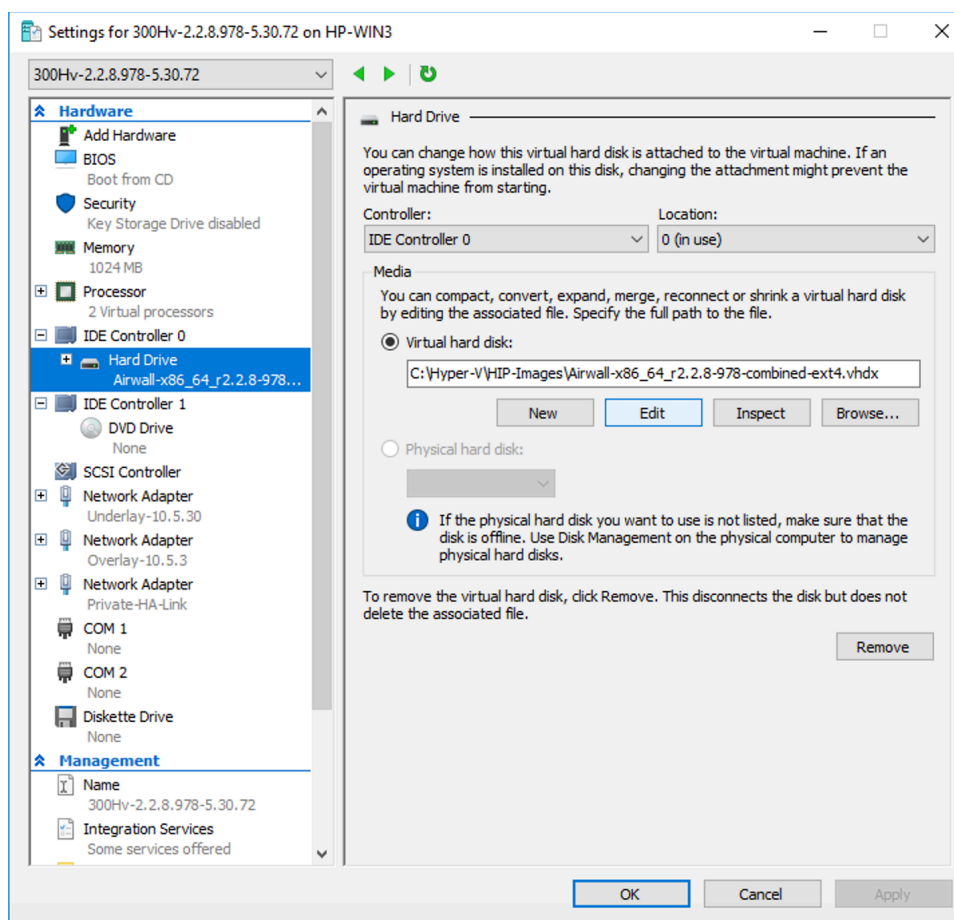 Settings for 300Hv-2.2.8.978-5.30.72 on HP-WIN3
300Hv-2.2.8.978-5.30.72
Hardware
Add Hardware
BIOS
Boot from CD
Security
Key Storage Drive disabled
Memory
1024 MB
Processor
2 Virtual processors
IDE Controller 0
Hard Drive
Airwall-x86_64_r2.2.8-978...
IDE Controller 1
DVD Drive
None
SCSI Controller
Network Adapter
Underlay-10.5.30
Network Adapter
Overlay-10.5.3
Network Adapter
Private-HA-Link
COM 1
None
COM 2
None
Diskette Drive
None
Management
Name
300Hv-2.2.8.978-5.30.72
Integration Services
Some services offered
Hard Drive
You can change how this virtual hard disk is attached to the virtual machine. If an
operating system is installed on this disk, changing the attachment might prevent the
virtual machine from starting.
Controller:
Location:
IDE Controller 0
0 (in use)
Media
You can compact, convert, expand, merge, reconnect or shrink a virtual hard disk
by editing the associated file. Specify the full path to the file.
Virtual hard disk:
C:\Hyper-V\HIP-Images\Airwall-x86_64_r2.2.8-978-combined-ext4.vhdx
New
Edit
Inspect
Browse...
Physical hard disk:
If the physical hard disk you want to use is not listed, make sure that the
disk is offline. Use Disk Management on the physical computer to manage
physical hard disks.
To remove the virtual hard disk, click Remove. This disconnects the disk but does not
delete the associated file.
Remove
OK
Cancel
Apply